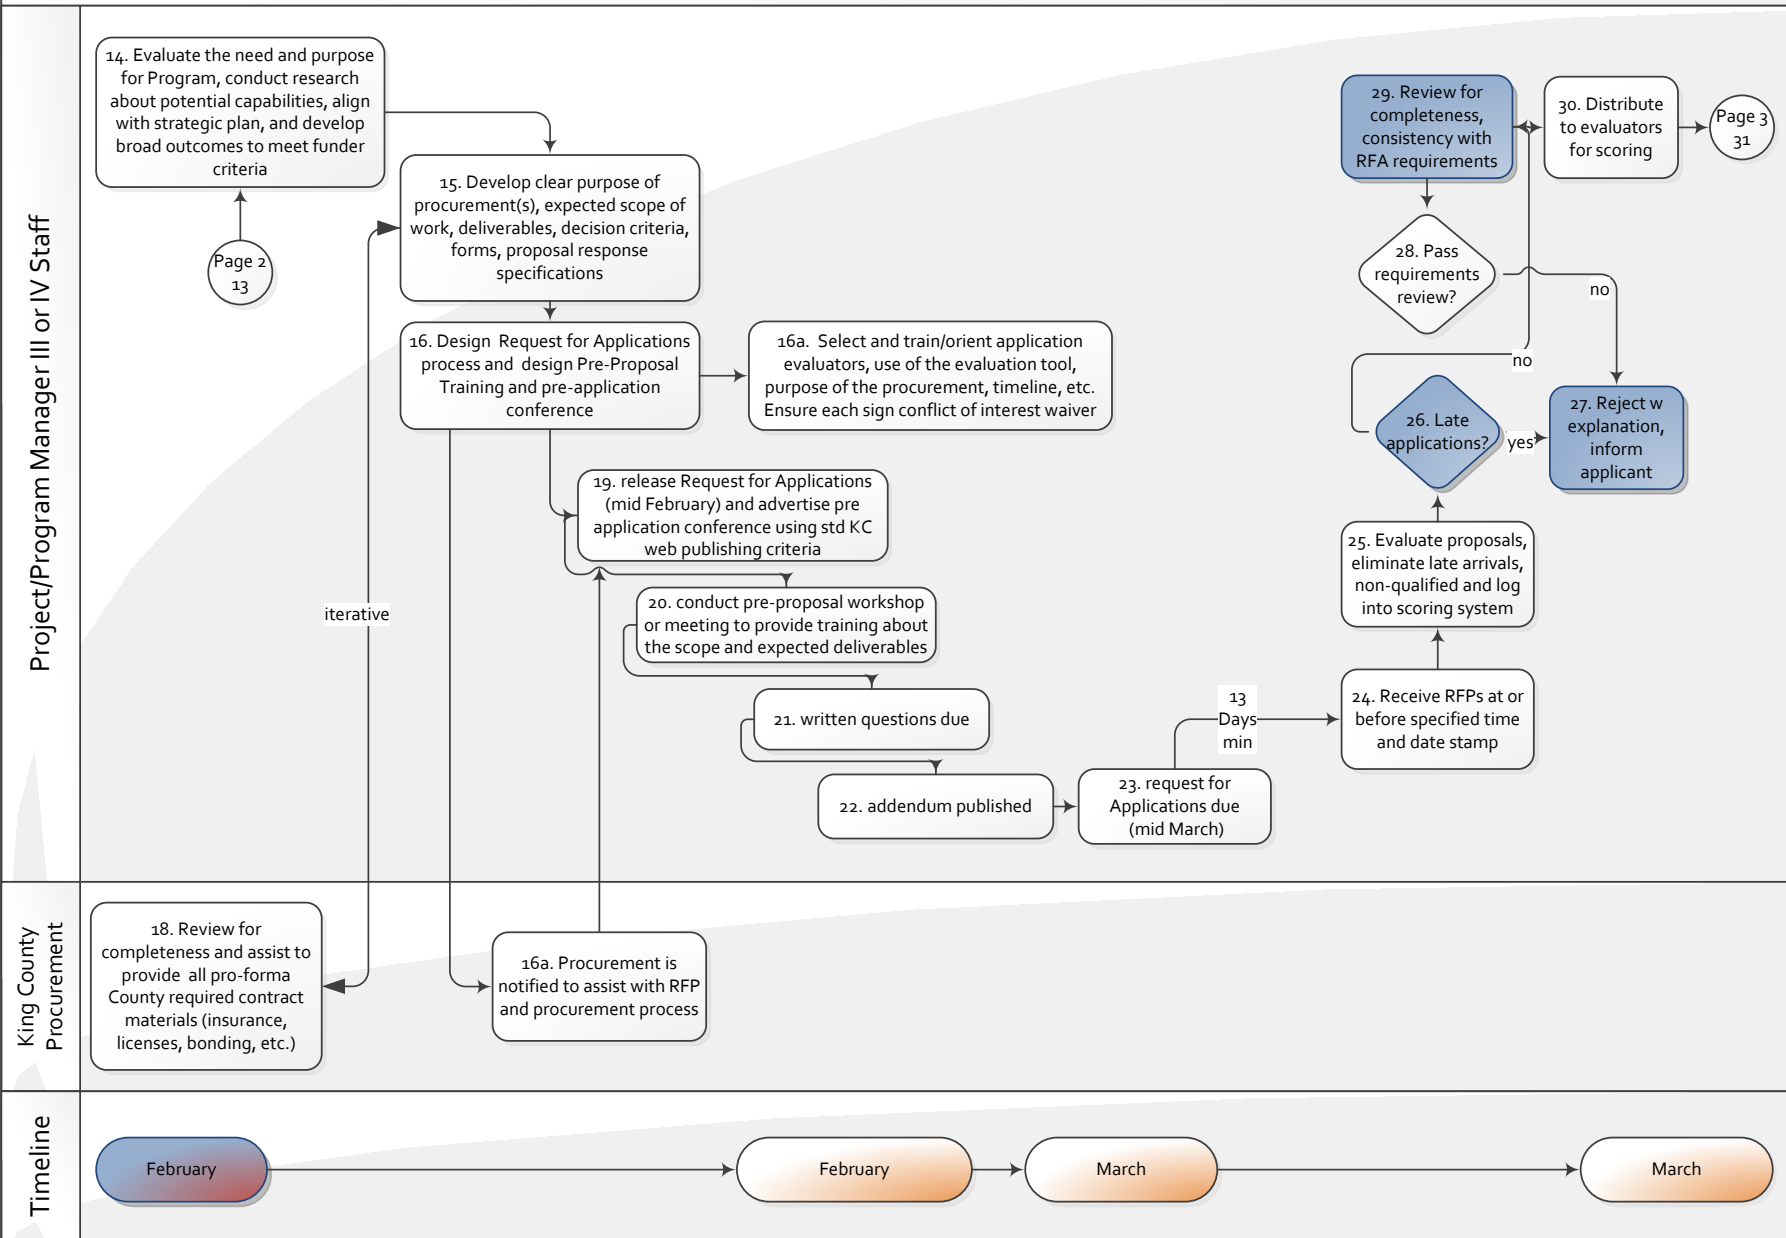 Project/Program Manager III or IV Staff
14. Evaluate the need and purpose
for Program, conduct research
about potential capabilities, align
with strategic plan, and develop
broad outcomes to meet funder
criteria
Page 2
13
15. Develop clear purpose of
procurement(s), expected scope of
work, deliverables, decision criteria,
forms, proposal response
specifications
16. Design Request for Applications
process and design Pre-Proposal
Training and pre-application
conference
16a. Select and train/orient application
evaluators, use of the evaluation tool,
purpose of the procurement, timeline, etc.
Ensure each sign conflict of interest waiver
iterative
19. release Request for Applications
(mid February) and advertise pre
application conference using std KC
web publishing criteria
20. conduct pre-proposal workshop
or meeting to provide training about
the scope and expected deliverables
21. written questions due
22. addendum published
23. request for
Applications due
(mid March)
13
Days
min
24. Receive RFPs at or
before specified time
and date stamp
25. Evaluate proposals,
eliminate late arrivals,
non-qualified and log
into scoring system
26. Late
applications?
yes
no
27. Reject w
explanation,
inform
applicant
28. Pass
requirements
review?
no
29. Review for
completeness,
consistency with
RFA requirements
30. Distribute
to evaluators
for scoring
Page 3
31
King County
Procurement
18. Review for
completeness and assist to
provide all pro-forma
County required contract
materials (insurance,
licenses, bonding, etc.)
16a. Procurement is
notified to assist with RFP
and procurement process
Timeline
February
February
March
March